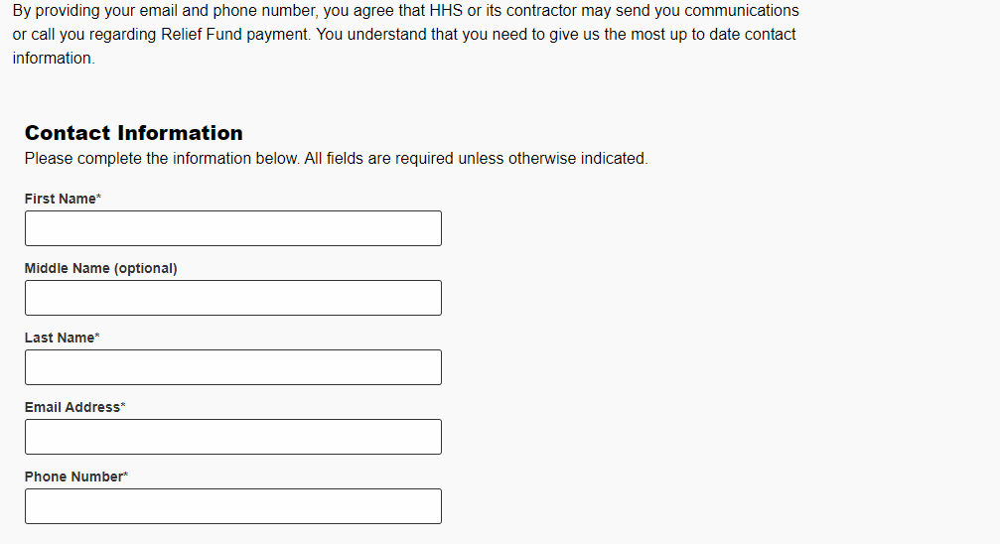 By providing your email and phone number, you agree that HHS or its contractor may send you communications
or call you regarding Relief Fund payment. You understand that you need to give us the most up to date contact
information.
Contact Information
Please complete the information below. All fields are required unless otherwise indicated.
First Name*
Middle Name (optional)
Last Name*
Email Address*
Phone Number*